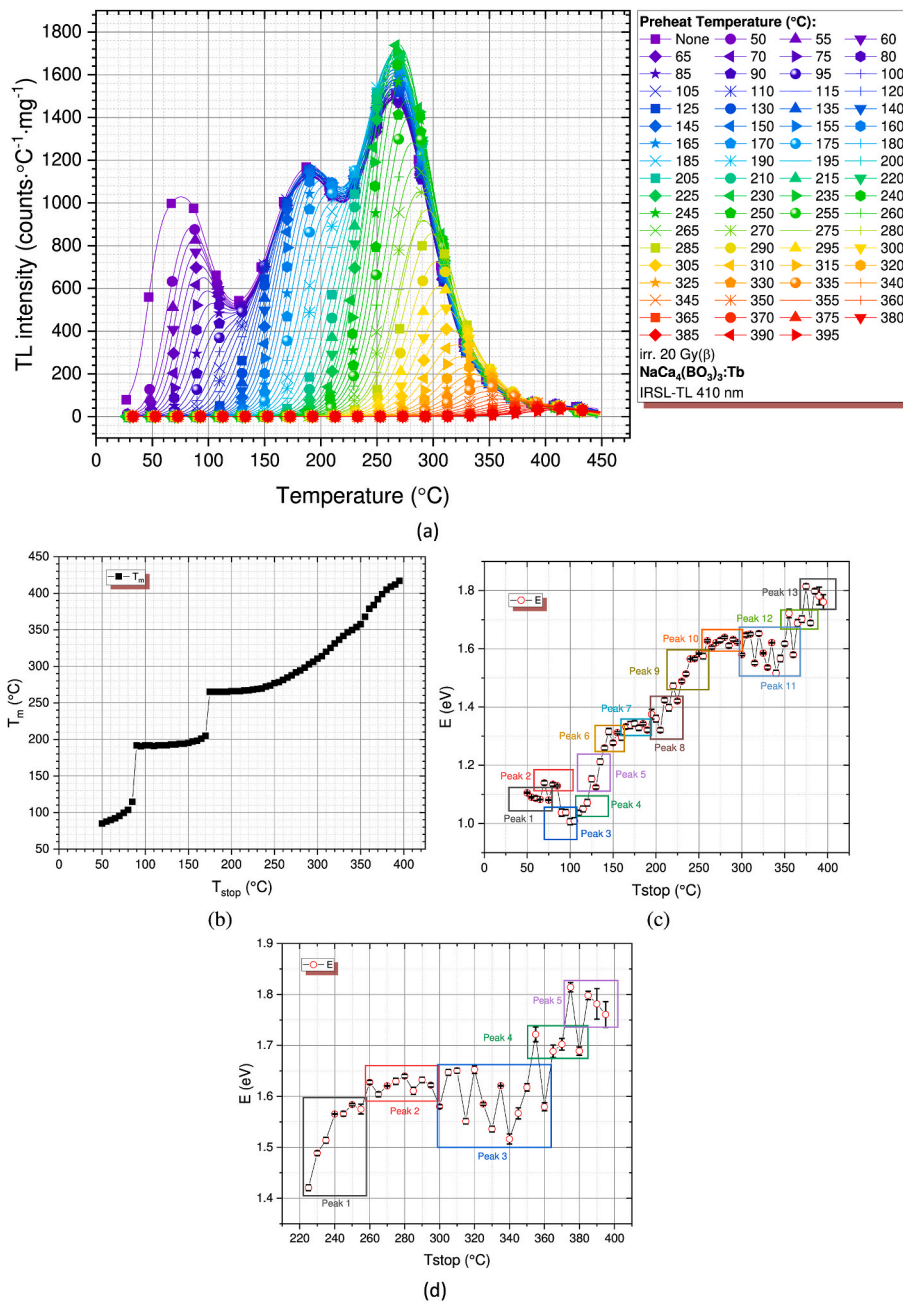 Preheat Temperature (°C):
None 50 55 60
65 70 75 80
85 90 95 100
105 110 115 120
125 130 135 140
145 150 155 160
165 170 175 180
185 190 195 200
205 210 215 220
225 230 235 240
245 250 255 260
265 270 275 280
285 290 295 300
305 310 315 320
325 330 335 340
345 350 355 360
365 370 375 380
385 390 395
irr. 20 Gy(β)
NaCa₄(BO₃)₃:Tb
IRSL-TL 410 nm
TL intensity (counts·°C⁻¹·mg⁻¹)
1800
1600
1400
1200
1000
800
600
400
200
0
0 50 100 150 200 250 300 350 400 450
Temperature (°C)
(a)
Tₘ
Tₘ (°C)
450
400
350
300
250
200
150
100
50
0 50 100 150 200 250 300 350 400
T_stop (°C)
(b)
E
E (eV)
1.8
1.6
1.4
1.2
1.0
Peak 13
Peak 12
Peak 10
Peak 9
Peak 11
Peak 7
Peak 6
Peak 8
Peak 2
Peak 5
Peak 1
Peak 4
Peak 3
0 50 100 150 200 250 300 350 400
Tstop (°C)
(c)
E
E (eV)
1.9
1.8
1.7
1.6
1.5
1.4
Peak 5
Peak 4
Peak 2
Peak 3
Peak 1
220 240 260 280 300 320 340 360 380 400
Tstop (°C)
(d)